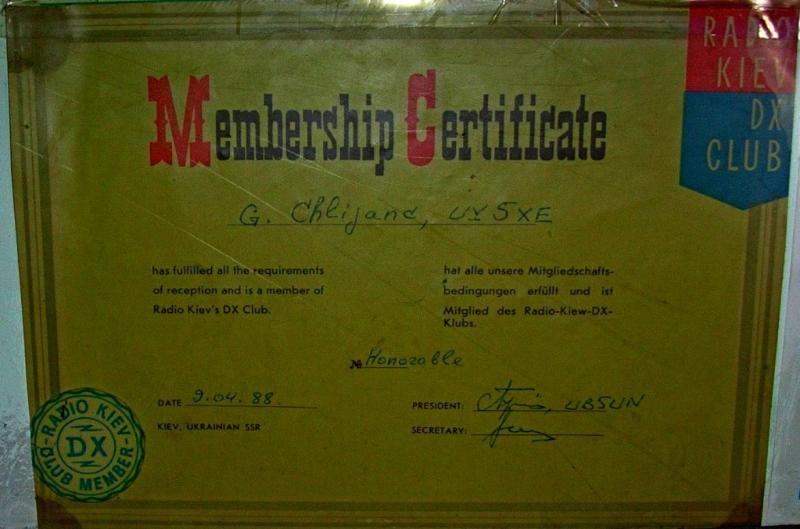 RADIO
KIEV
DX
CLUB
Membership Certificate
G. Chlijanc, UY5XE
has fulfilled all the requirements
of reception and is a member of
Radio Kiev's DX Club.
hat alle unsere Mitgliedschafts-
bedingungen erfüllt und ist
Mitglied des Radio-Kiew-DX-
Klubs.
№ Honorable
DATE 9.04.88
KIEV, UKRAINIAN SSR
PRESIDENT: UB5UN
SECRETARY:
RADIO KIEV
DX
CLUB MEMBER